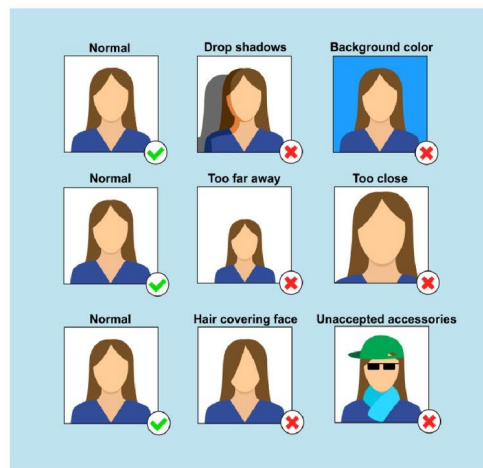 Normal
Drop shadows
Background color
Normal
Too far away
Too close
Normal
Hair covering face
Unaccepted accessories